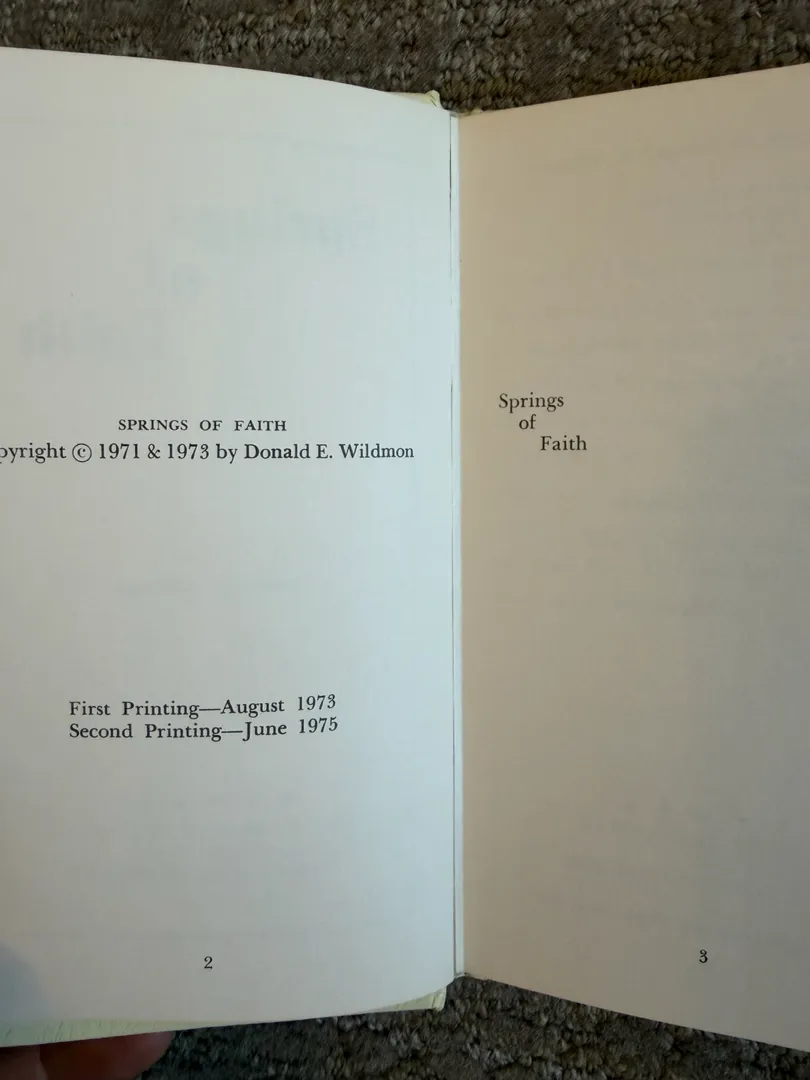 SPRINGS OF FAITH
pyright © 1971 & 1973 by Donald E. Wildmon
First Printing—August 1973
Second Printing—June 1975
2
Springs
of
Faith
3